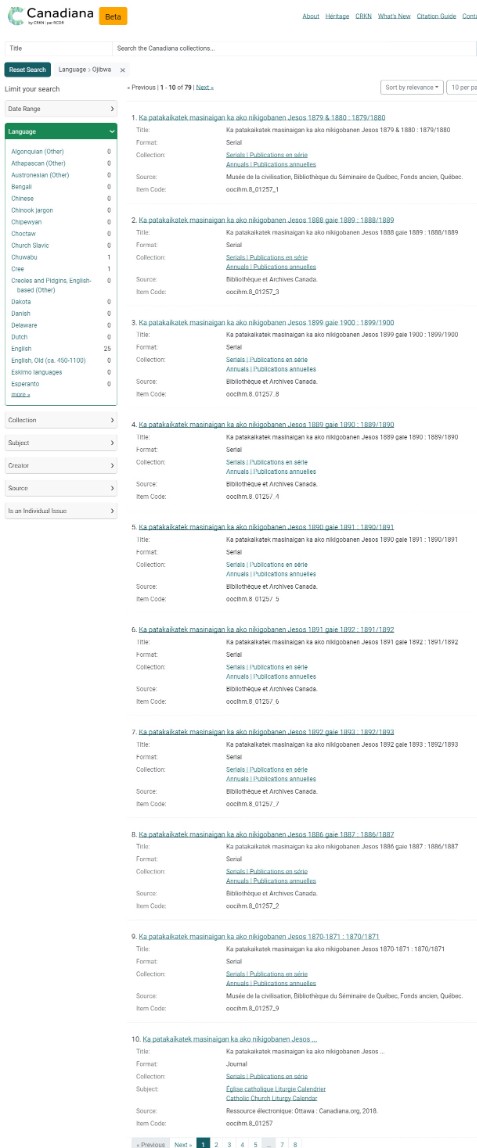 Canadiana
by CRKN | par RCDR
Beta
About Héritage CRKN What's New Citation Guide
Title Search the Canadiana collections...
Reset Search Language > Ojibwa ×
Limit your search
« Previous | 1 - 10 of 79 | Next »
Sort by relevance
10 per
Date Range
Language
Algonquian (Other) 0
Athapascan (Other) 0
Austronesian (Other) 0
Bengali 0
Chinese 0
Chinook jargon 0
Chipewyan 0
Choctaw 0
Church Slavic 0
Chuwabu 1
Cree 1
Creoles and Pidgins, English-based (Other) 0
Dakota 0
Danish 0
Delaware 0
Dutch 0
English 25
English, Old (ca. 450-1100) 0
Eskimo languages 0
Esperanto 0
more »
Collection
Subject
Creator
Source
Is an Individual Issue
1. Ka patakaikatek masinaigan ka ako nikigobanen Jesos 1879 & 1880 : 1879/1880
Title: Ka patakaikatek masinaigan ka ako nikigobanen Jesos 1879 & 1880 : 1879/1880
Format: Serial
Collection: Serials | Publications en série
Annuals | Publications annuelles
Source: Musée de la civilisation, Bibliothèque du Séminaire de Québec, Fonds ancien, Québec.
Item Code: oocihm.8_01257_1
2. Ka patakaikatek masinaigan ka ako nikigobanen Jesos 1888 gaie 1889 : 1888/1889
Title: Ka patakaikatek masinaigan ka ako nikigobanen Jesos 1888 gaie 1889 : 1888/1889
Format: Serial
Collection: Serials | Publications en série
Annuals | Publications annuelles
Source: Bibliothèque et Archives Canada.
Item Code: oocihm.8_01257_3
3. Ka patakaikatek masinaigan ka ako nikigobanen Jesos 1899 gaie 1900 : 1899/1900
Title: Ka patakaikatek masinaigan ka ako nikigobanen Jesos 1899 gaie 1900 : 1899/1900
Format: Serial
Collection: Serials | Publications en série
Annuals | Publications annuelles
Source: Bibliothèque et Archives Canada.
Item Code: oocihm.8_01257_8
4. Ka patakaikatek masinaigan ka ako nikigobanen Jesos 1889 gaie 1890 : 1889/1890
Title: Ka patakaikatek masinaigan ka ako nikigobanen Jesos 1889 gaie 1890 : 1889/1890
Format: Serial
Collection: Serials | Publications en série
Annuals | Publications annuelles
Source: Bibliothèque et Archives Canada.
Item Code: oocihm.8_01257_4
5. Ka patakaikatek masinaigan ka ako nikigobanen Jesos 1890 gaie 1891 : 1890/1891
Title: Ka patakaikatek masinaigan ka ako nikigobanen Jesos 1890 gaie 1891 : 1890/1891
Format: Serial
Collection: Serials | Publications en série
Annuals | Publications annuelles
Source: Bibliothèque et Archives Canada.
Item Code: oocihm.8_01257_5
6. Ka patakaikatek masinaigan ka ako nikigobanen Jesos 1891 gaie 1892 : 1891/1892
Title: Ka patakaikatek masinaigan ka ako nikigobanen Jesos 1891 gaie 1892 : 1891/1892
Format: Serial
Collection: Serials | Publications en série
Annuals | Publications annuelles
Source: Bibliothèque et Archives Canada.
Item Code: oocihm.8_01257_6
7. Ka patakaikatek masinaigan ka ako nikigobanen Jesos 1892 gaie 1893 : 1892/1893
Title: Ka patakaikatek masinaigan ka ako nikigobanen Jesos 1892 gaie 1893 : 1892/1893
Format: Serial
Collection: Serials | Publications en série
Annuals | Publications annuelles
Source: Bibliothèque et Archives Canada.
Item Code: oocihm.8_01257_7
8. Ka patakaikatek masinaigan ka ako nikigobanen Jesos 1886 gaie 1887 : 1886/1887
Title: Ka patakaikatek masinaigan ka ako nikigobanen Jesos 1886 gaie 1887 : 1886/1887
Format: Serial
Collection: Serials | Publications en série
Annuals | Publications annuelles
Source: Bibliothèque et Archives Canada.
Item Code: oocihm.8_01257_2
9. Ka patakaikatek masinaigan ka ako nikigobanen Jesos 1870-1871 : 1870/1871
Title: Ka patakaikatek masinaigan ka ako nikigobanen Jesos 1870-1871 : 1870/1871
Format: Serial
Collection: Serials | Publications en série
Annuals | Publications annuelles
Source: Musée de la civilisation, Bibliothèque du Séminaire de Québec, Fonds ancien, Québec.
Item Code: oocihm.8_01257_9
10. Ka patakaikatek masinaigan ka ako nikigobanen Jesos ...
Title: Ka patakaikatek masinaigan ka ako nikigobanen Jesos ...
Format: Journal
Collection: Serials | Publications en série
Subject: Église catholique Liturgie Calendrier
Catholic Church Liturgy Calendar
Source: Ressource électronique: Ottawa : Canadiana.org, 2018.
Item Code: oocihm.8_01257
« Previous Next » 1 2 3 4 5 ... 7 8